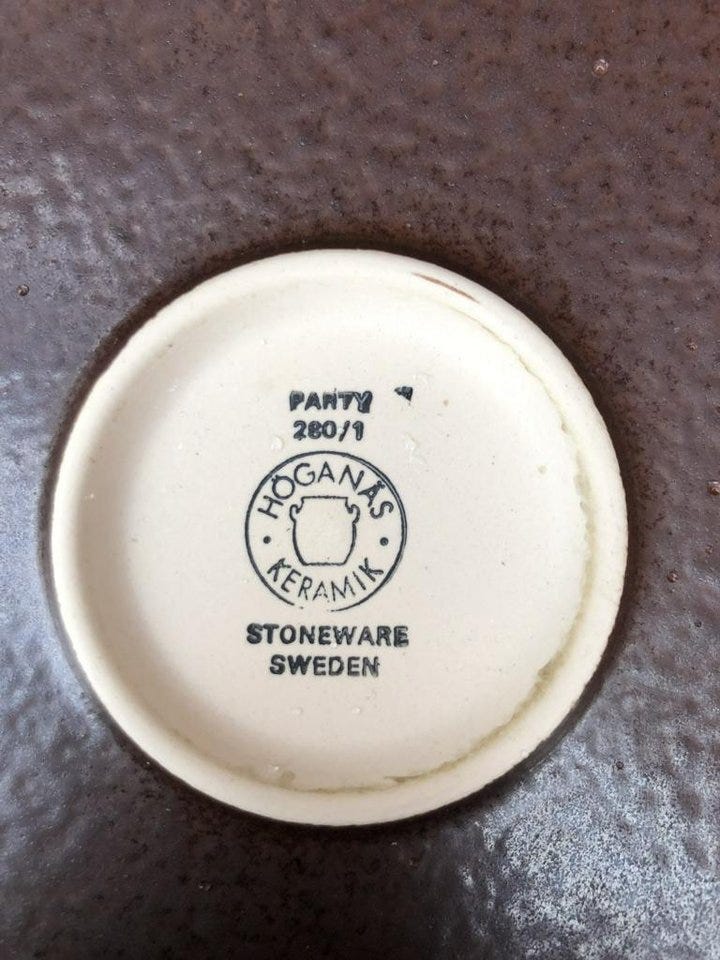 PARTY
280/1
HÖGANÄS
KERAMIK
STONEWARE
SWEDEN